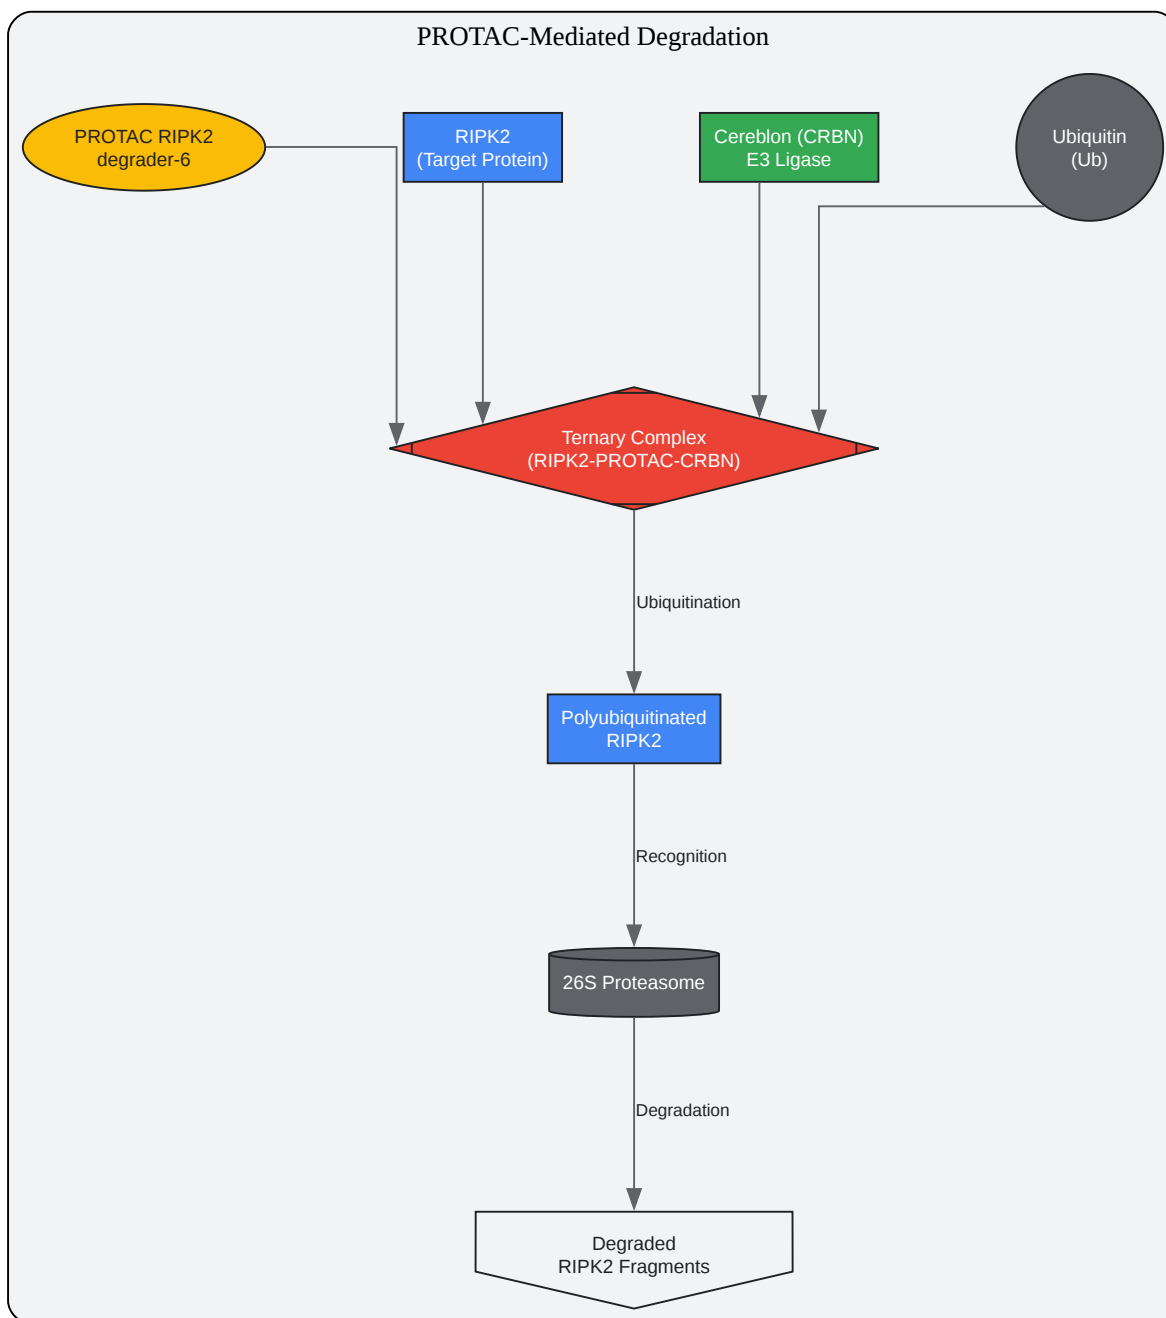 PROTAC-Mediated Degradation
PROTAC RIPK2
degrader-6
RIPK2
(Target Protein)
Cereblon (CRBN)
E3 Ligase
Ubiquitin
(Ub)
Ternary Complex
(RIPK2-PROTAC-CRBN)
Ubiquitination
Polyubiquitinated
RIPK2
Recognition
26S Proteasome
Degradation
Degraded
RIPK2 Fragments